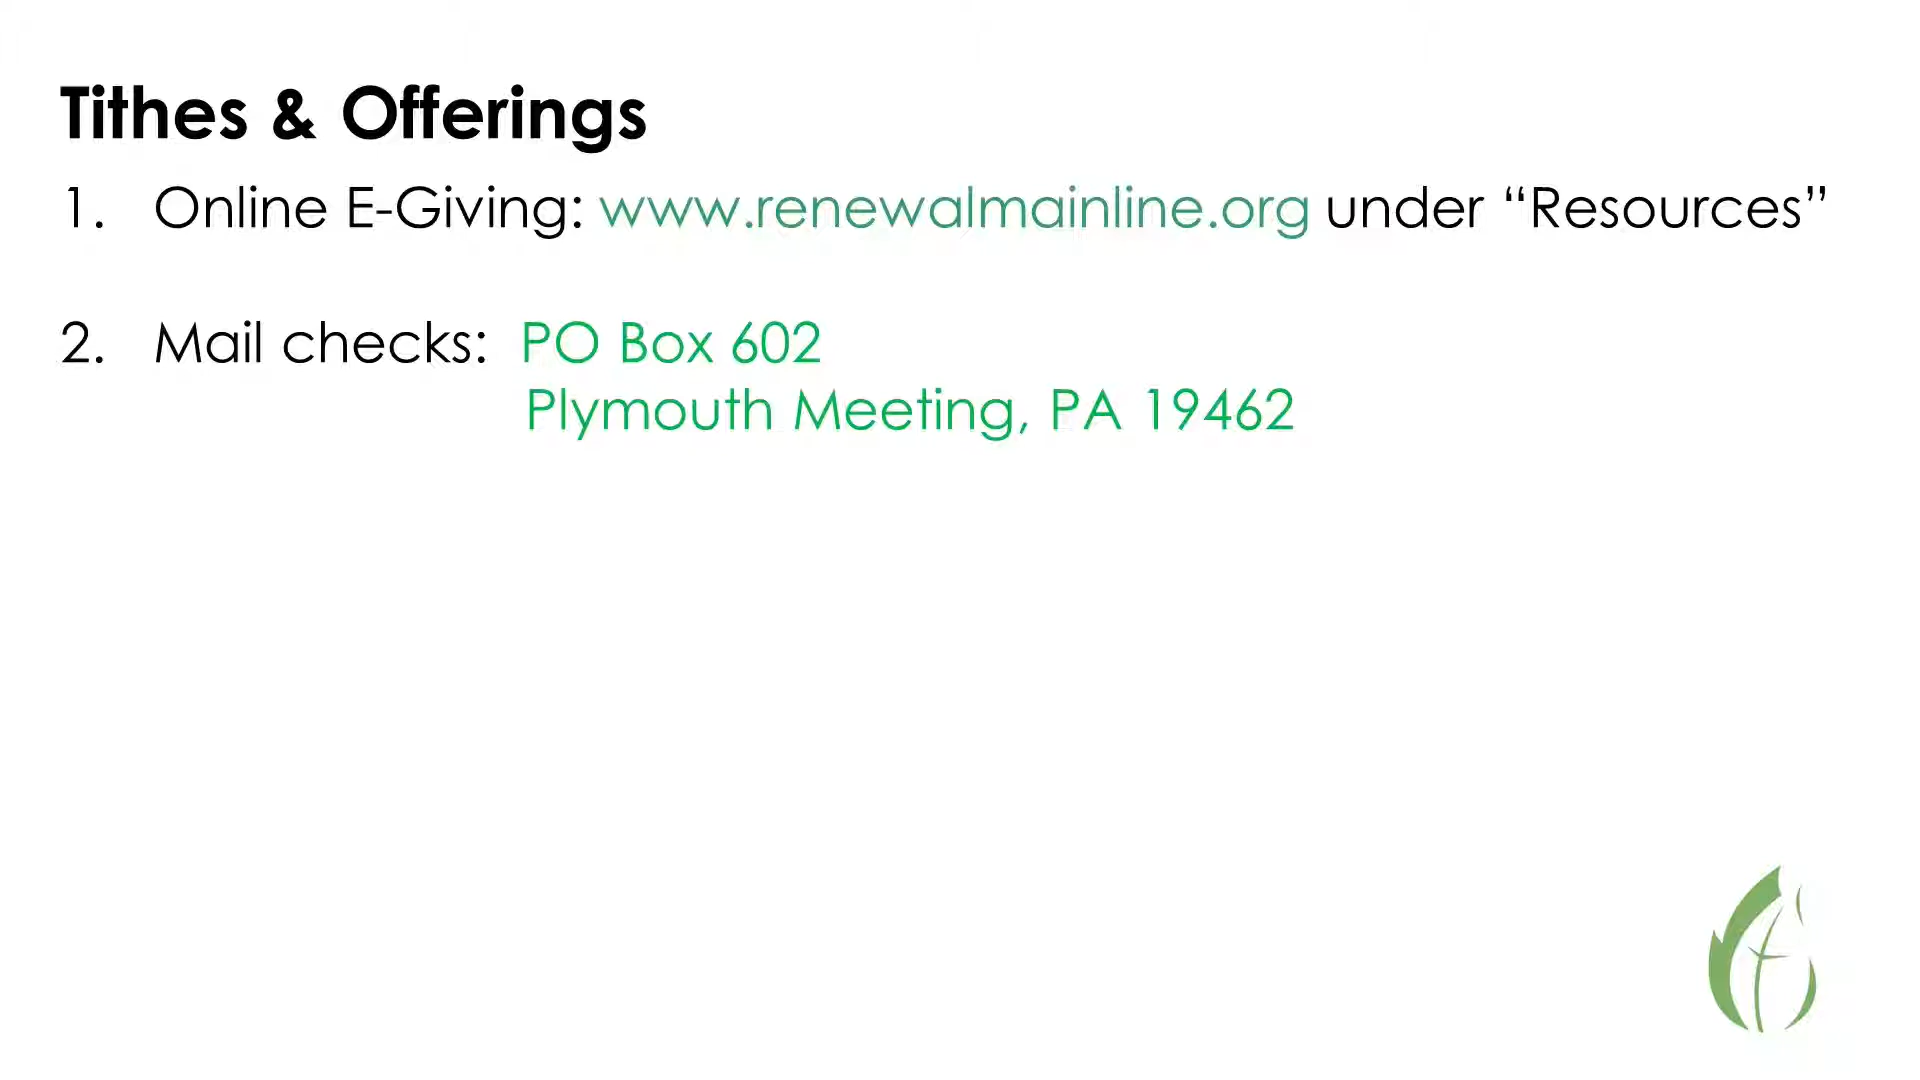 Tithes & Offerings
1. Online E-Giving: www.renewalmainline.org under “Resources”
2. Mail checks: PO Box 602
Plymouth Meeting, PA 19462